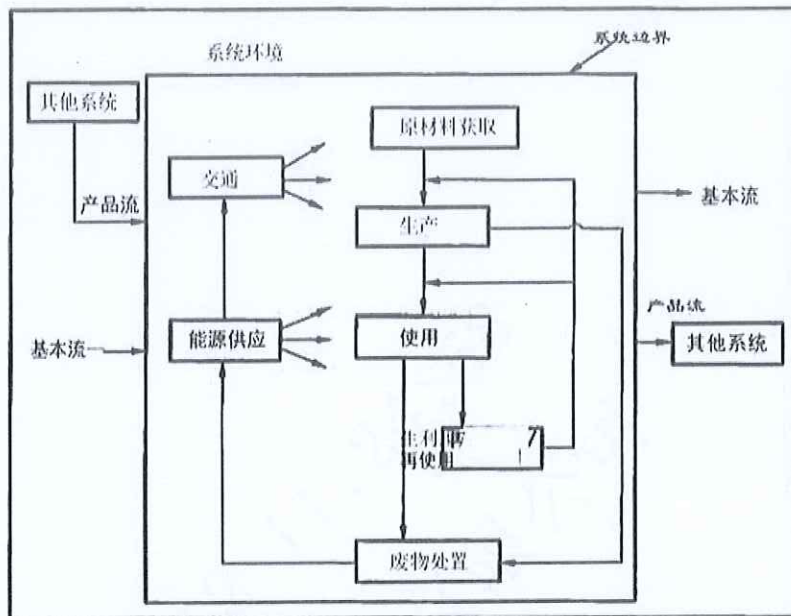 系统环境
系统边界
其他系统
原材料获取
交通
产品流
基本流
生产
产品流
能源供应
使用
基本流
其他系统
生利
再使用
废物处置